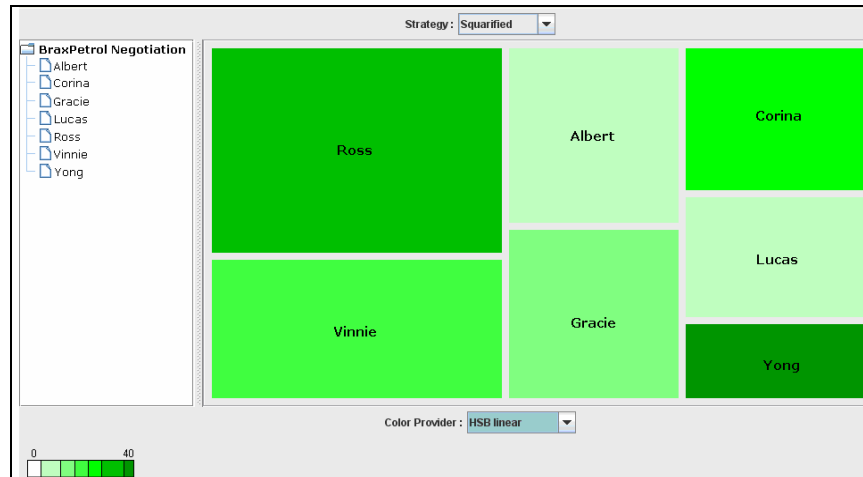 Strategy : Squarified
BraxPetrol Negotiation
Albert
Corina
Gracie
Lucas
Ross
Vinnie
Yong
Ross
Albert
Corina
Vinnie
Gracie
Lucas
Yong
Color Provider : HSB linear
0 40